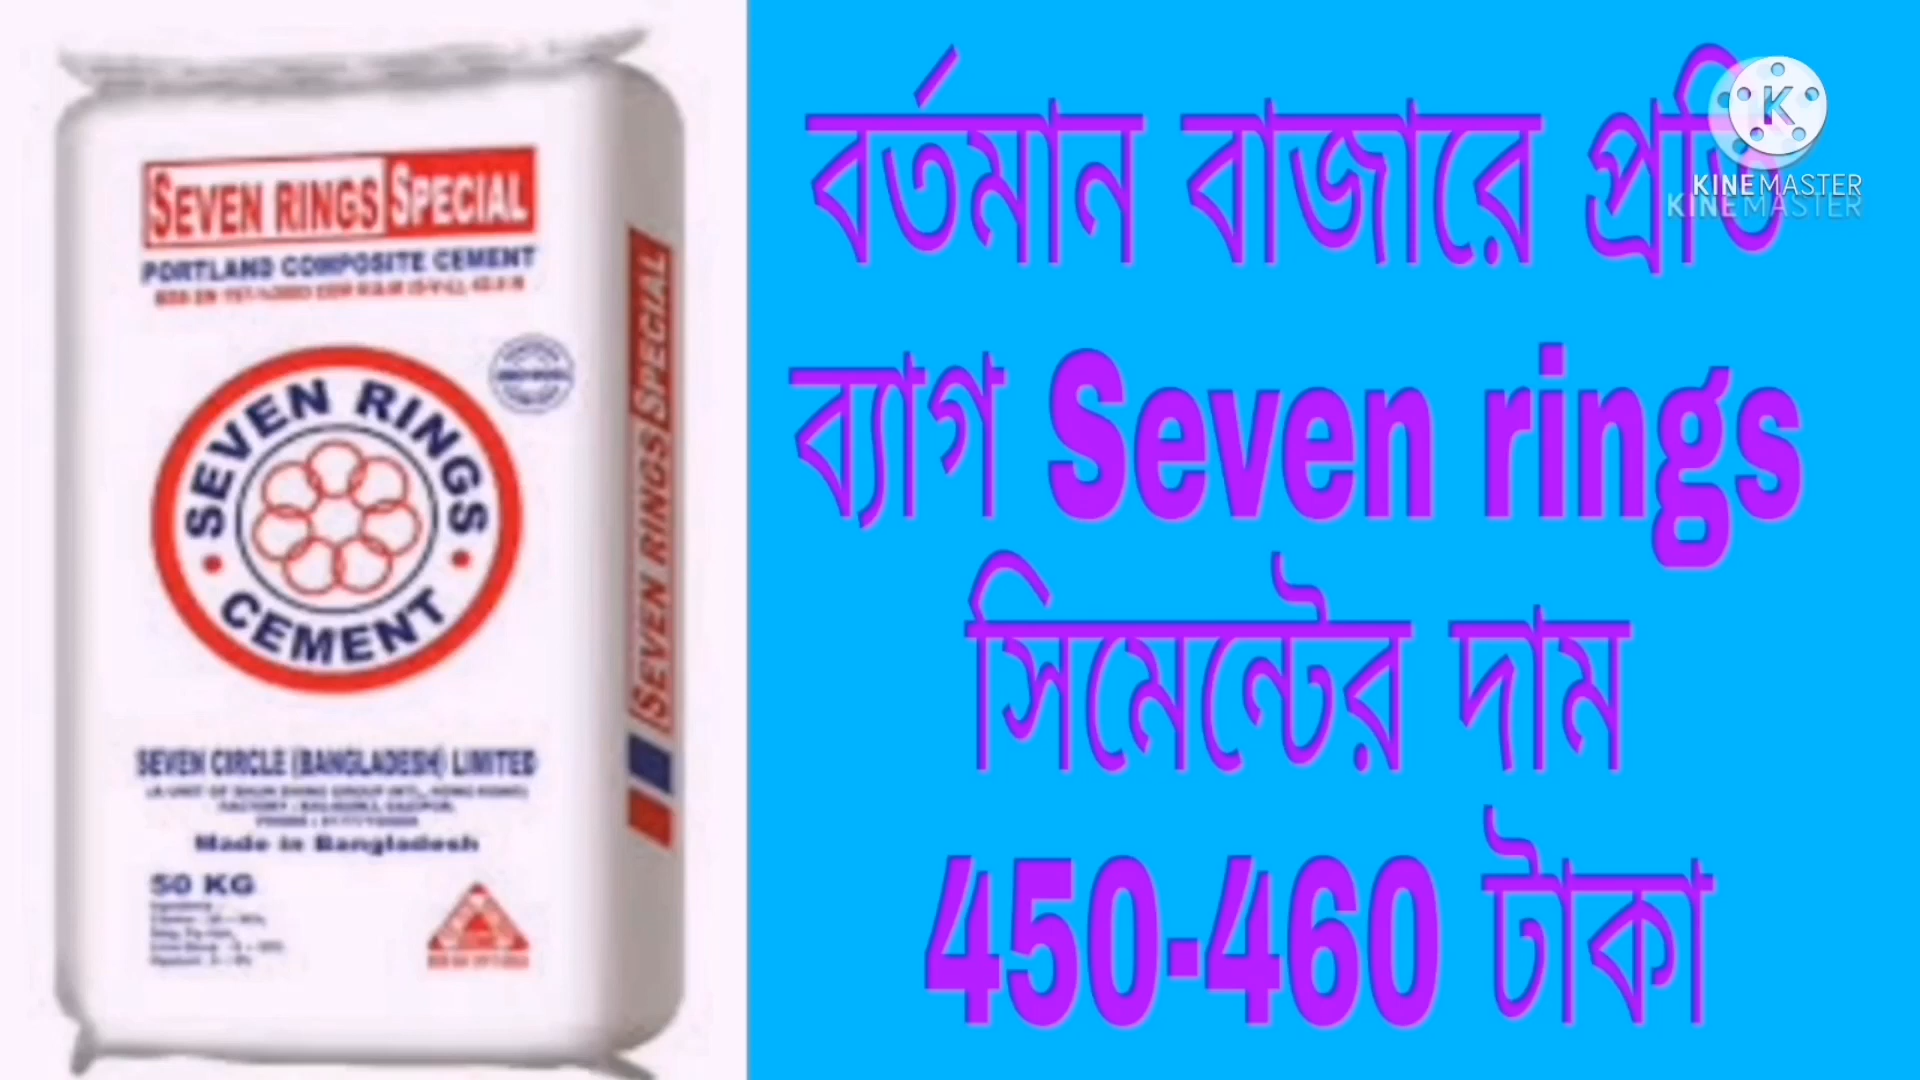 SEVEN RINGS SPECIAL
PORTLAND COMPOSITE CEMENT
SEVEN RINGS
CEMENT
SEVEN CIRCLE (BANGLADESH) LIMITED
Made in Bangladesh
50 KG
SEVEN RINGS SPECIAL
বর্তমান বাজারে প্রতি
ব্যাগ Seven rings
সিমেন্টের দাম
450-460 টাকা
KINEMASTER
KINEMASTER